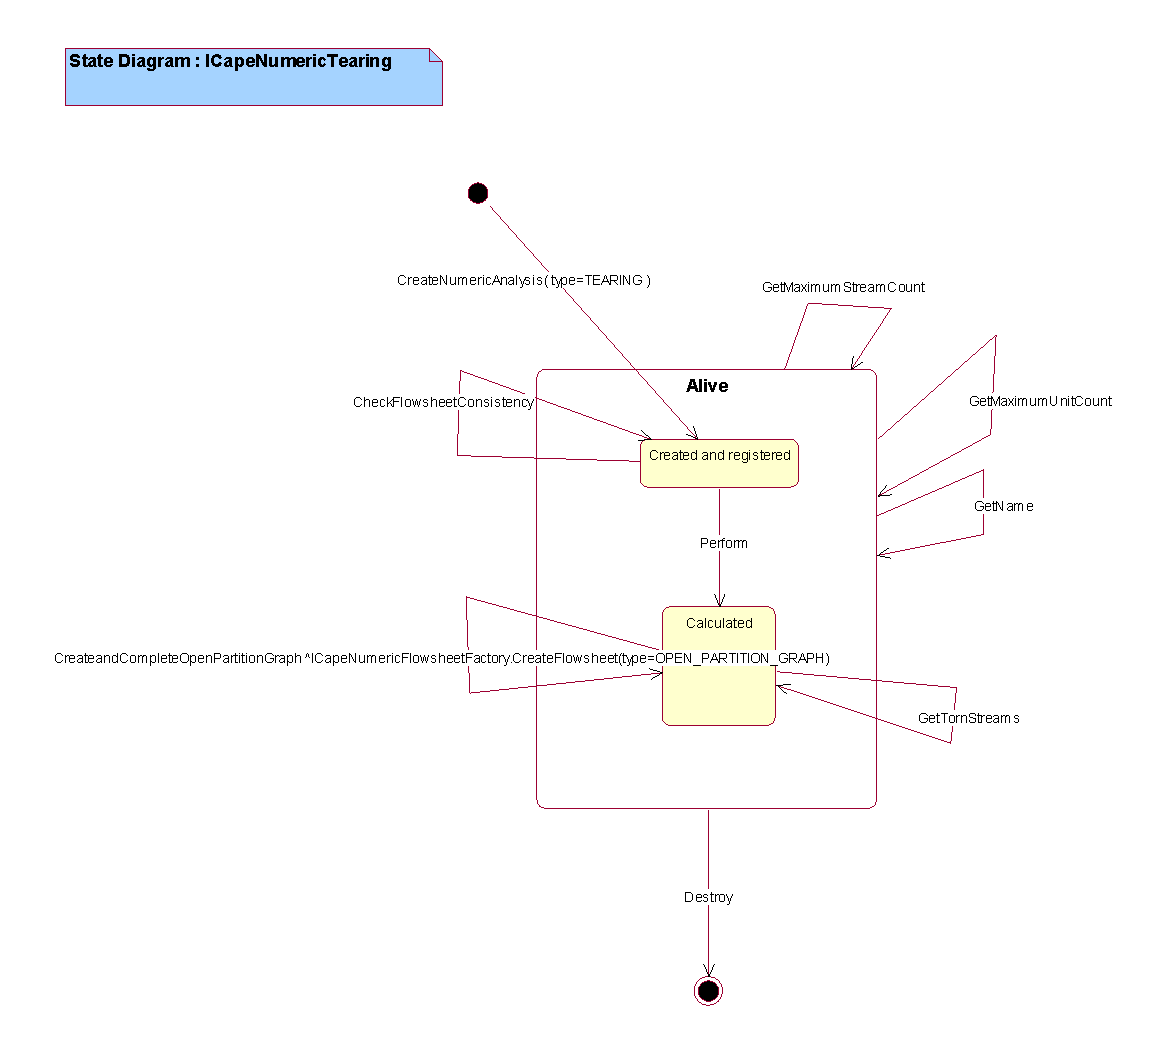 State Diagram : ICapeNumericTearing
CreateNumericAnalysis( type=TEARING )
GetMaximumStreamCount
Alive
CheckFlowsheetConsistency
GetMaximumUnitCount
Created and registered
GetName
Perform
Calculated
CreateandCompleteOpenPartitionGraph ^ICapeNumericFlowsheetFactory.CreateFlowsheet(type=OPEN_PARTITION_GRAPH)
GetTornStreams
Destroy